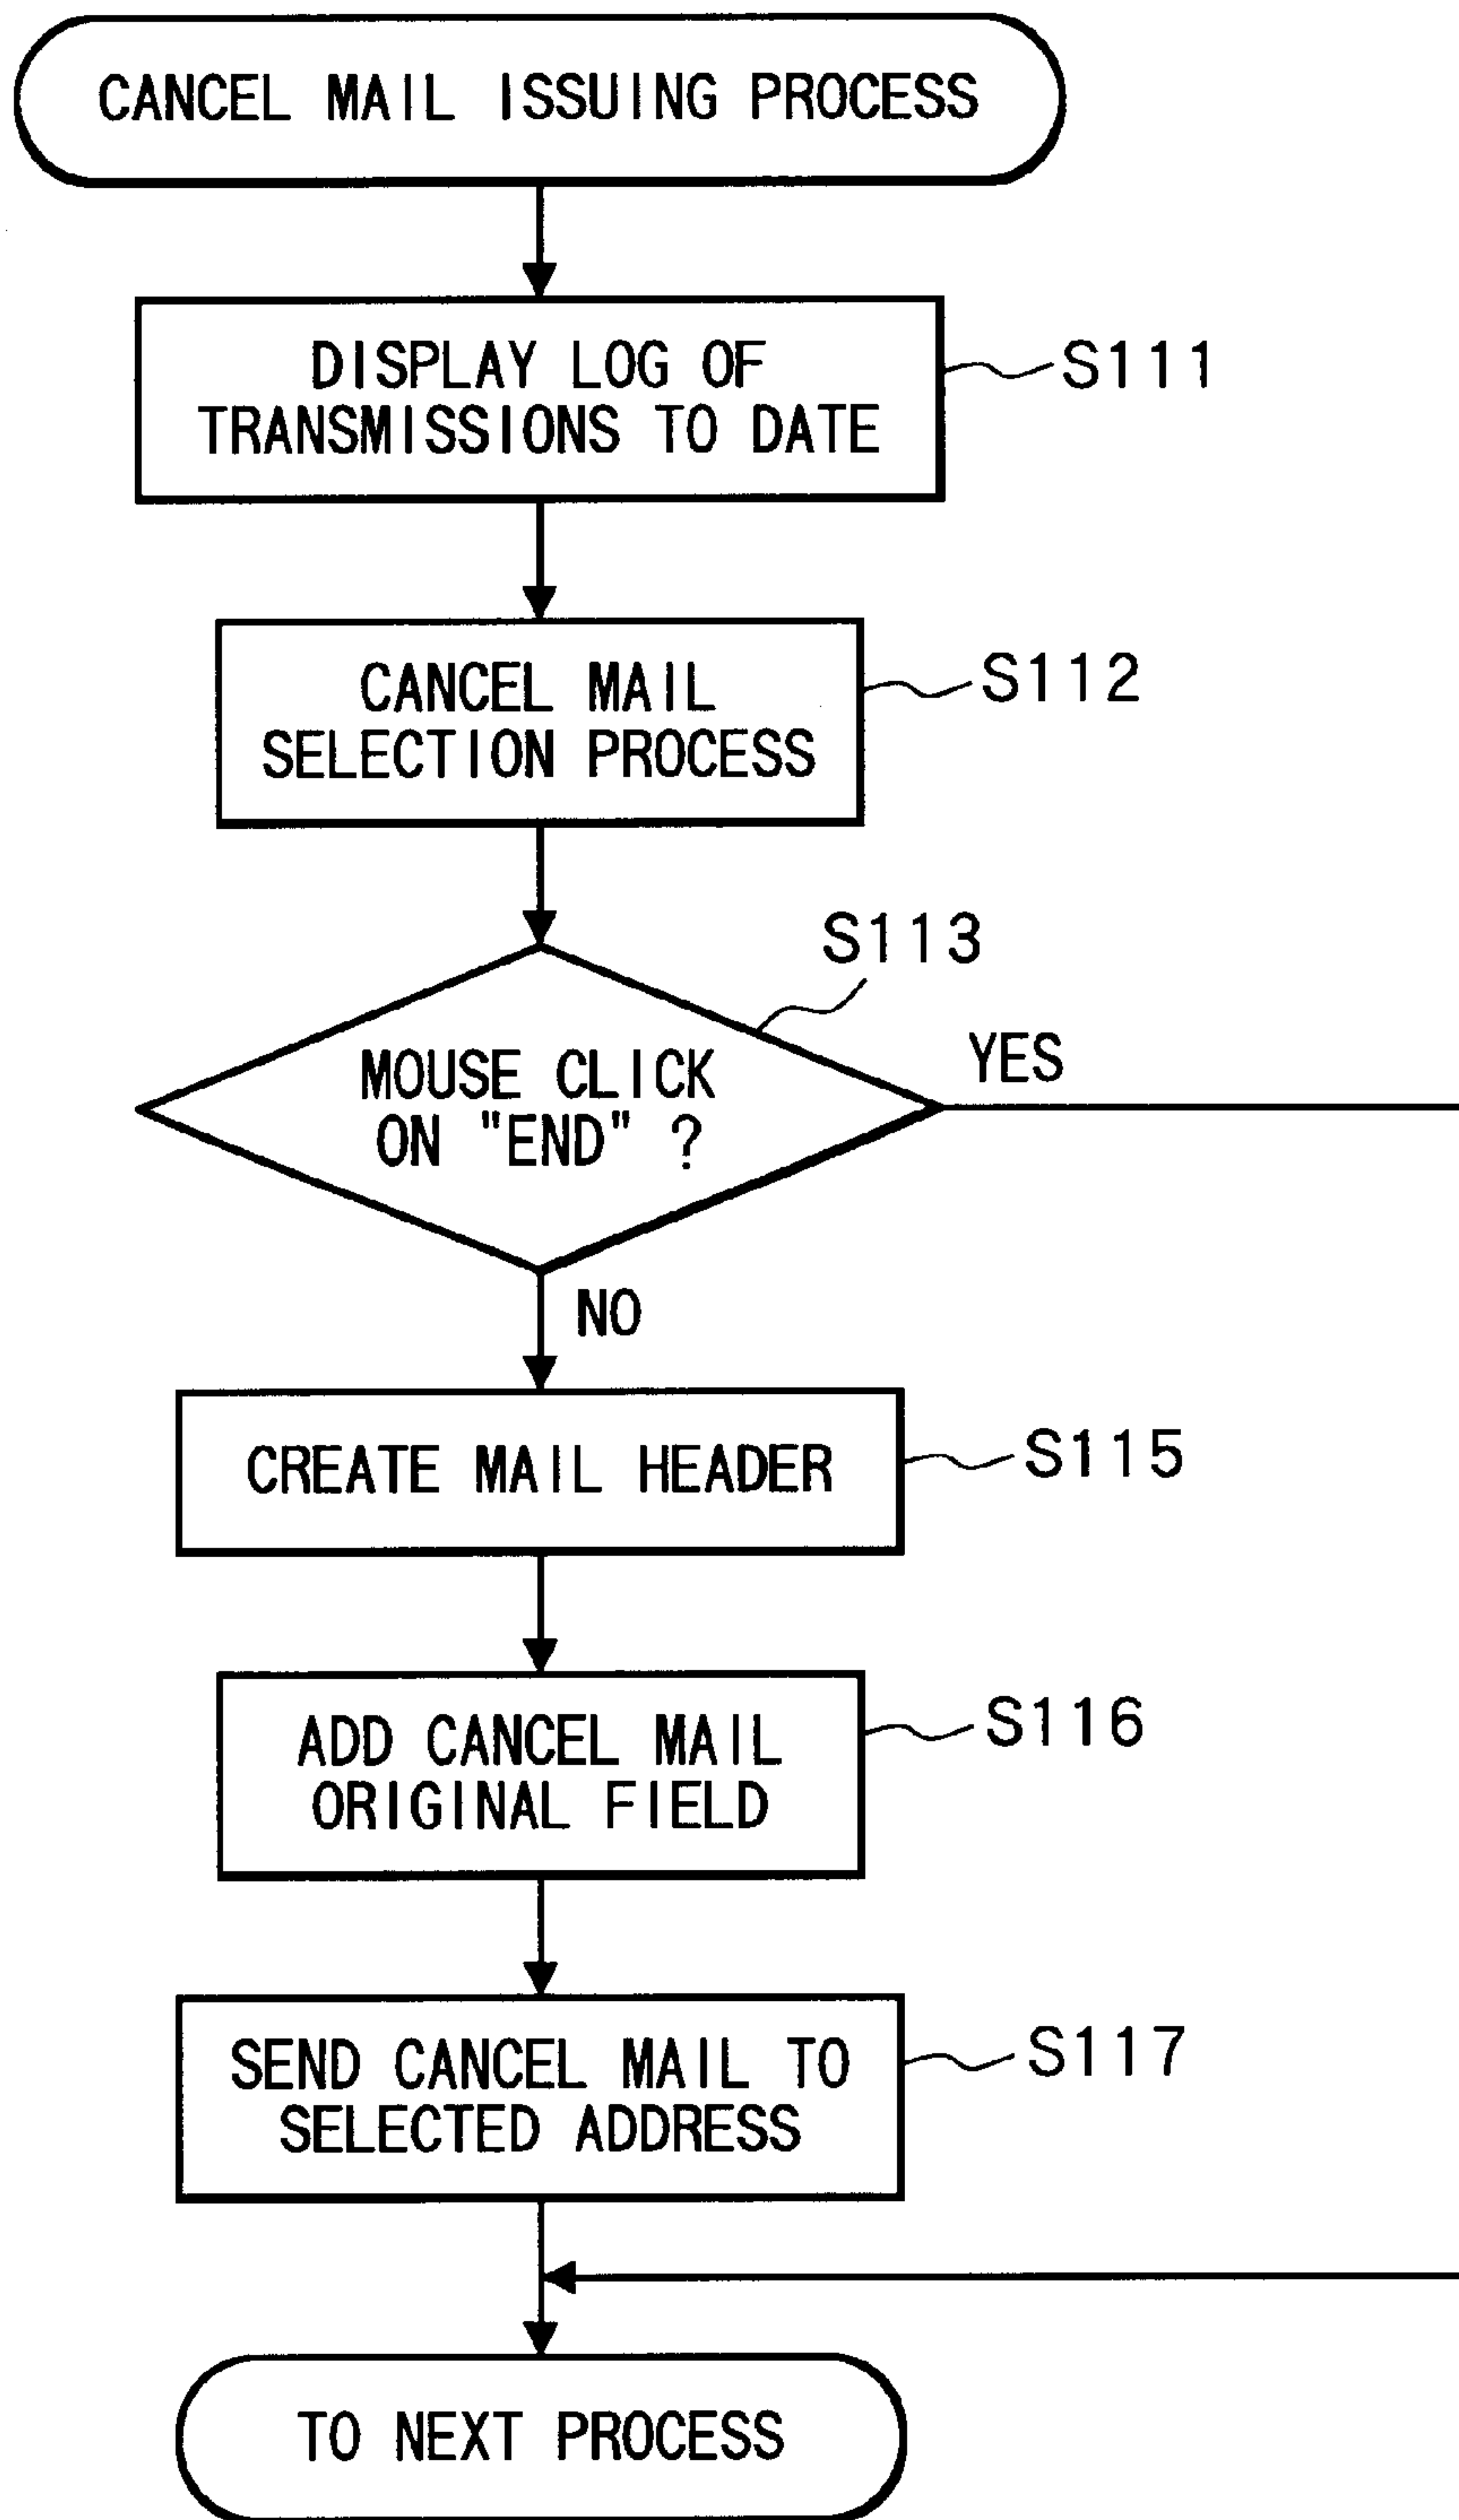 CANCEL MAIL ISSUING PROCESS
DISPLAY LOG OF
TRANSMISSIONS TO DATE
S111
CANCEL MAIL
SELECTION PROCESS
S112
S113
MOUSE CLICK
ON "END" ?
YES
NO
CREATE MAIL HEADER
S115
ADD CANCEL MAIL
ORIGINAL FIELD
S116
SEND CANCEL MAIL TO
SELECTED ADDRESS
S117
TO NEXT PROCESS